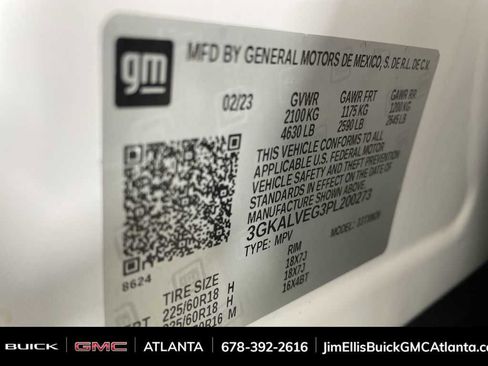 gm
MFD BY GENERAL MOTORS DE MEXICO, S. DE R.L. DE C.V.
02/23 GVWR GAWR FRT GAWR RR
2100 KG 1175 KG 1200 KG
4630 LB 2590 LB 2645 LB
THIS VEHICLE CONFORMS TO ALL
APPLICABLE U.S. FEDERAL MOTOR
VEHICLE SAFETY AND THEFT PREVENTION
STANDARDS IN EFFECT ON THE DATE OF
MANUFACTURE SHOWN ABOVE.
3GKALVEG3PL200273
TYPE: MPV
8624
TIRE SIZE RIM
225/60R18 H 18X7J
225/60R18 H 18X7J
16X4BT
BUICK GMC ATLANTA 678-392-2616 JimEllisBuickGMCAtlanta.co